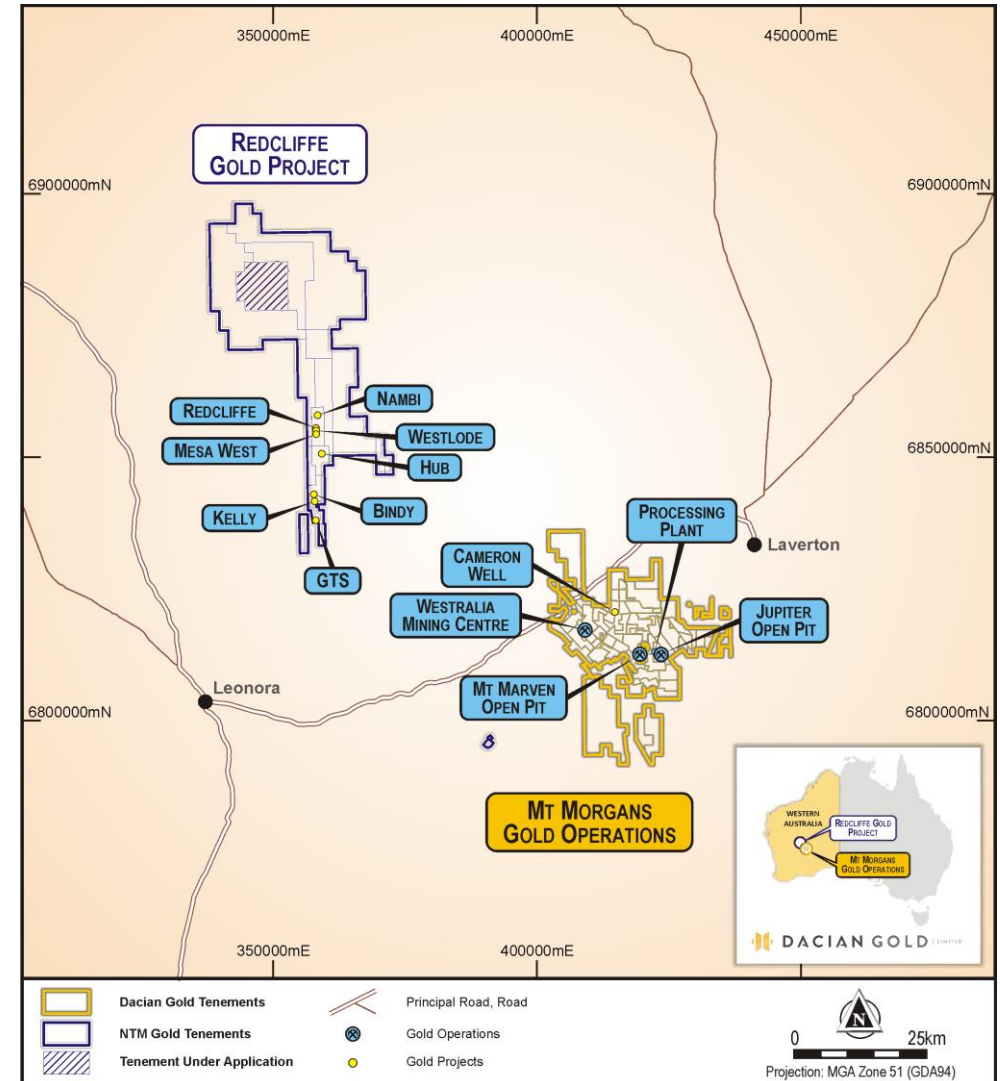 350000mE
400000mE
450000mE
REDCLIFFE
GOLD PROJECT
6900000mN
6900000mN
NAMBI
REDCLIFFE
WESTLODE
MESA WEST
HUB
6850000mN
6850000mN
KELLY
BINDY
PROCESSING
PLANT
GTS
CAMERON
WELL
Laverton
WESTRALIA
MINING CENTRE
JUPITER
OPEN PIT
Leonora
MT MARVEN
OPEN PIT
6800000mN
6800000mN
MT MORGANS
GOLD OPERATIONS
WESTERN
AUSTRALIA
REDCLIFFE GOLD
PROJECT
MT MORGANS
GOLD OPERATIONS
DACIAN GOLD LIMITED
350000mE
400000mE
Dacian Gold Tenements
Principal Road, Road
NTM Gold Tenements
Gold Operations
Tenement Under Application
Gold Projects
N
0 25km
Projection: MGA Zone 51 (GDA94)